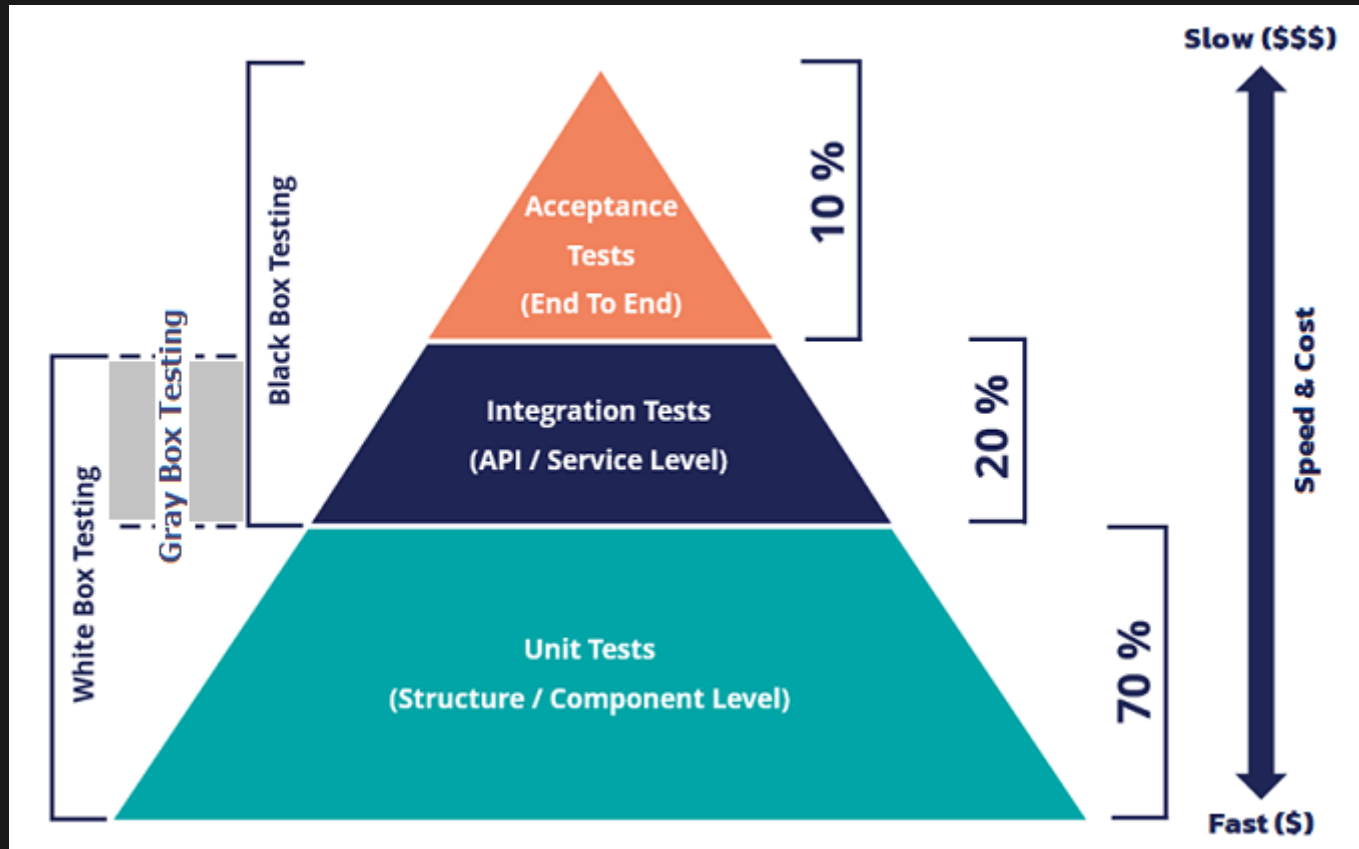 Slow ($$$)
Black Box Testing
Acceptance
Tests
(End To End)
10 %
Gray Box Testing
White Box Testing
Integration Tests
(API / Service Level)
20 %
Speed & Cost
Unit Tests
(Structure / Component Level)
70 %
Fast ($)